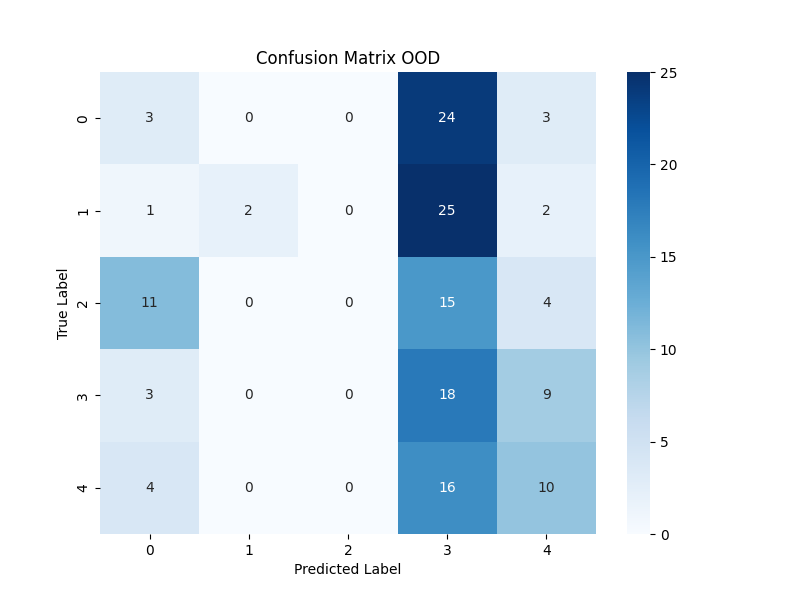 Confusion Matrix OOD
True Label
0 3 0 0 24 3
1 1 2 0 25 2
2 11 0 0 15 4
3 3 0 0 18 9
4 4 0 0 16 10
0 1 2 3 4
Predicted Label
25
20
15
10
5
0